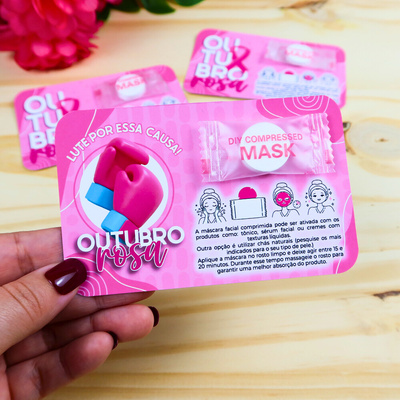 OU
TU
BRO
rosa
MASK
OU
TU
BRO
rosa
LUTE POR ESSA CAUSA!
OUTUBRO
rosa
DIY COMPRESSED
MASK
A máscara facial comprimida pode ser ativada com os
produtos como: tônico, sérum facial ou cremes com
texturas líquidas.
Outra opção é utilizar chás naturais (pesquise os mais
indicados para o seu tipo de pele.)
Aplique a máscara no rosto limpo e deixe agir entre 15 e
20 minutos. Durante esse tempo massageie o rosto para
garantir uma melhor absorção do produto.